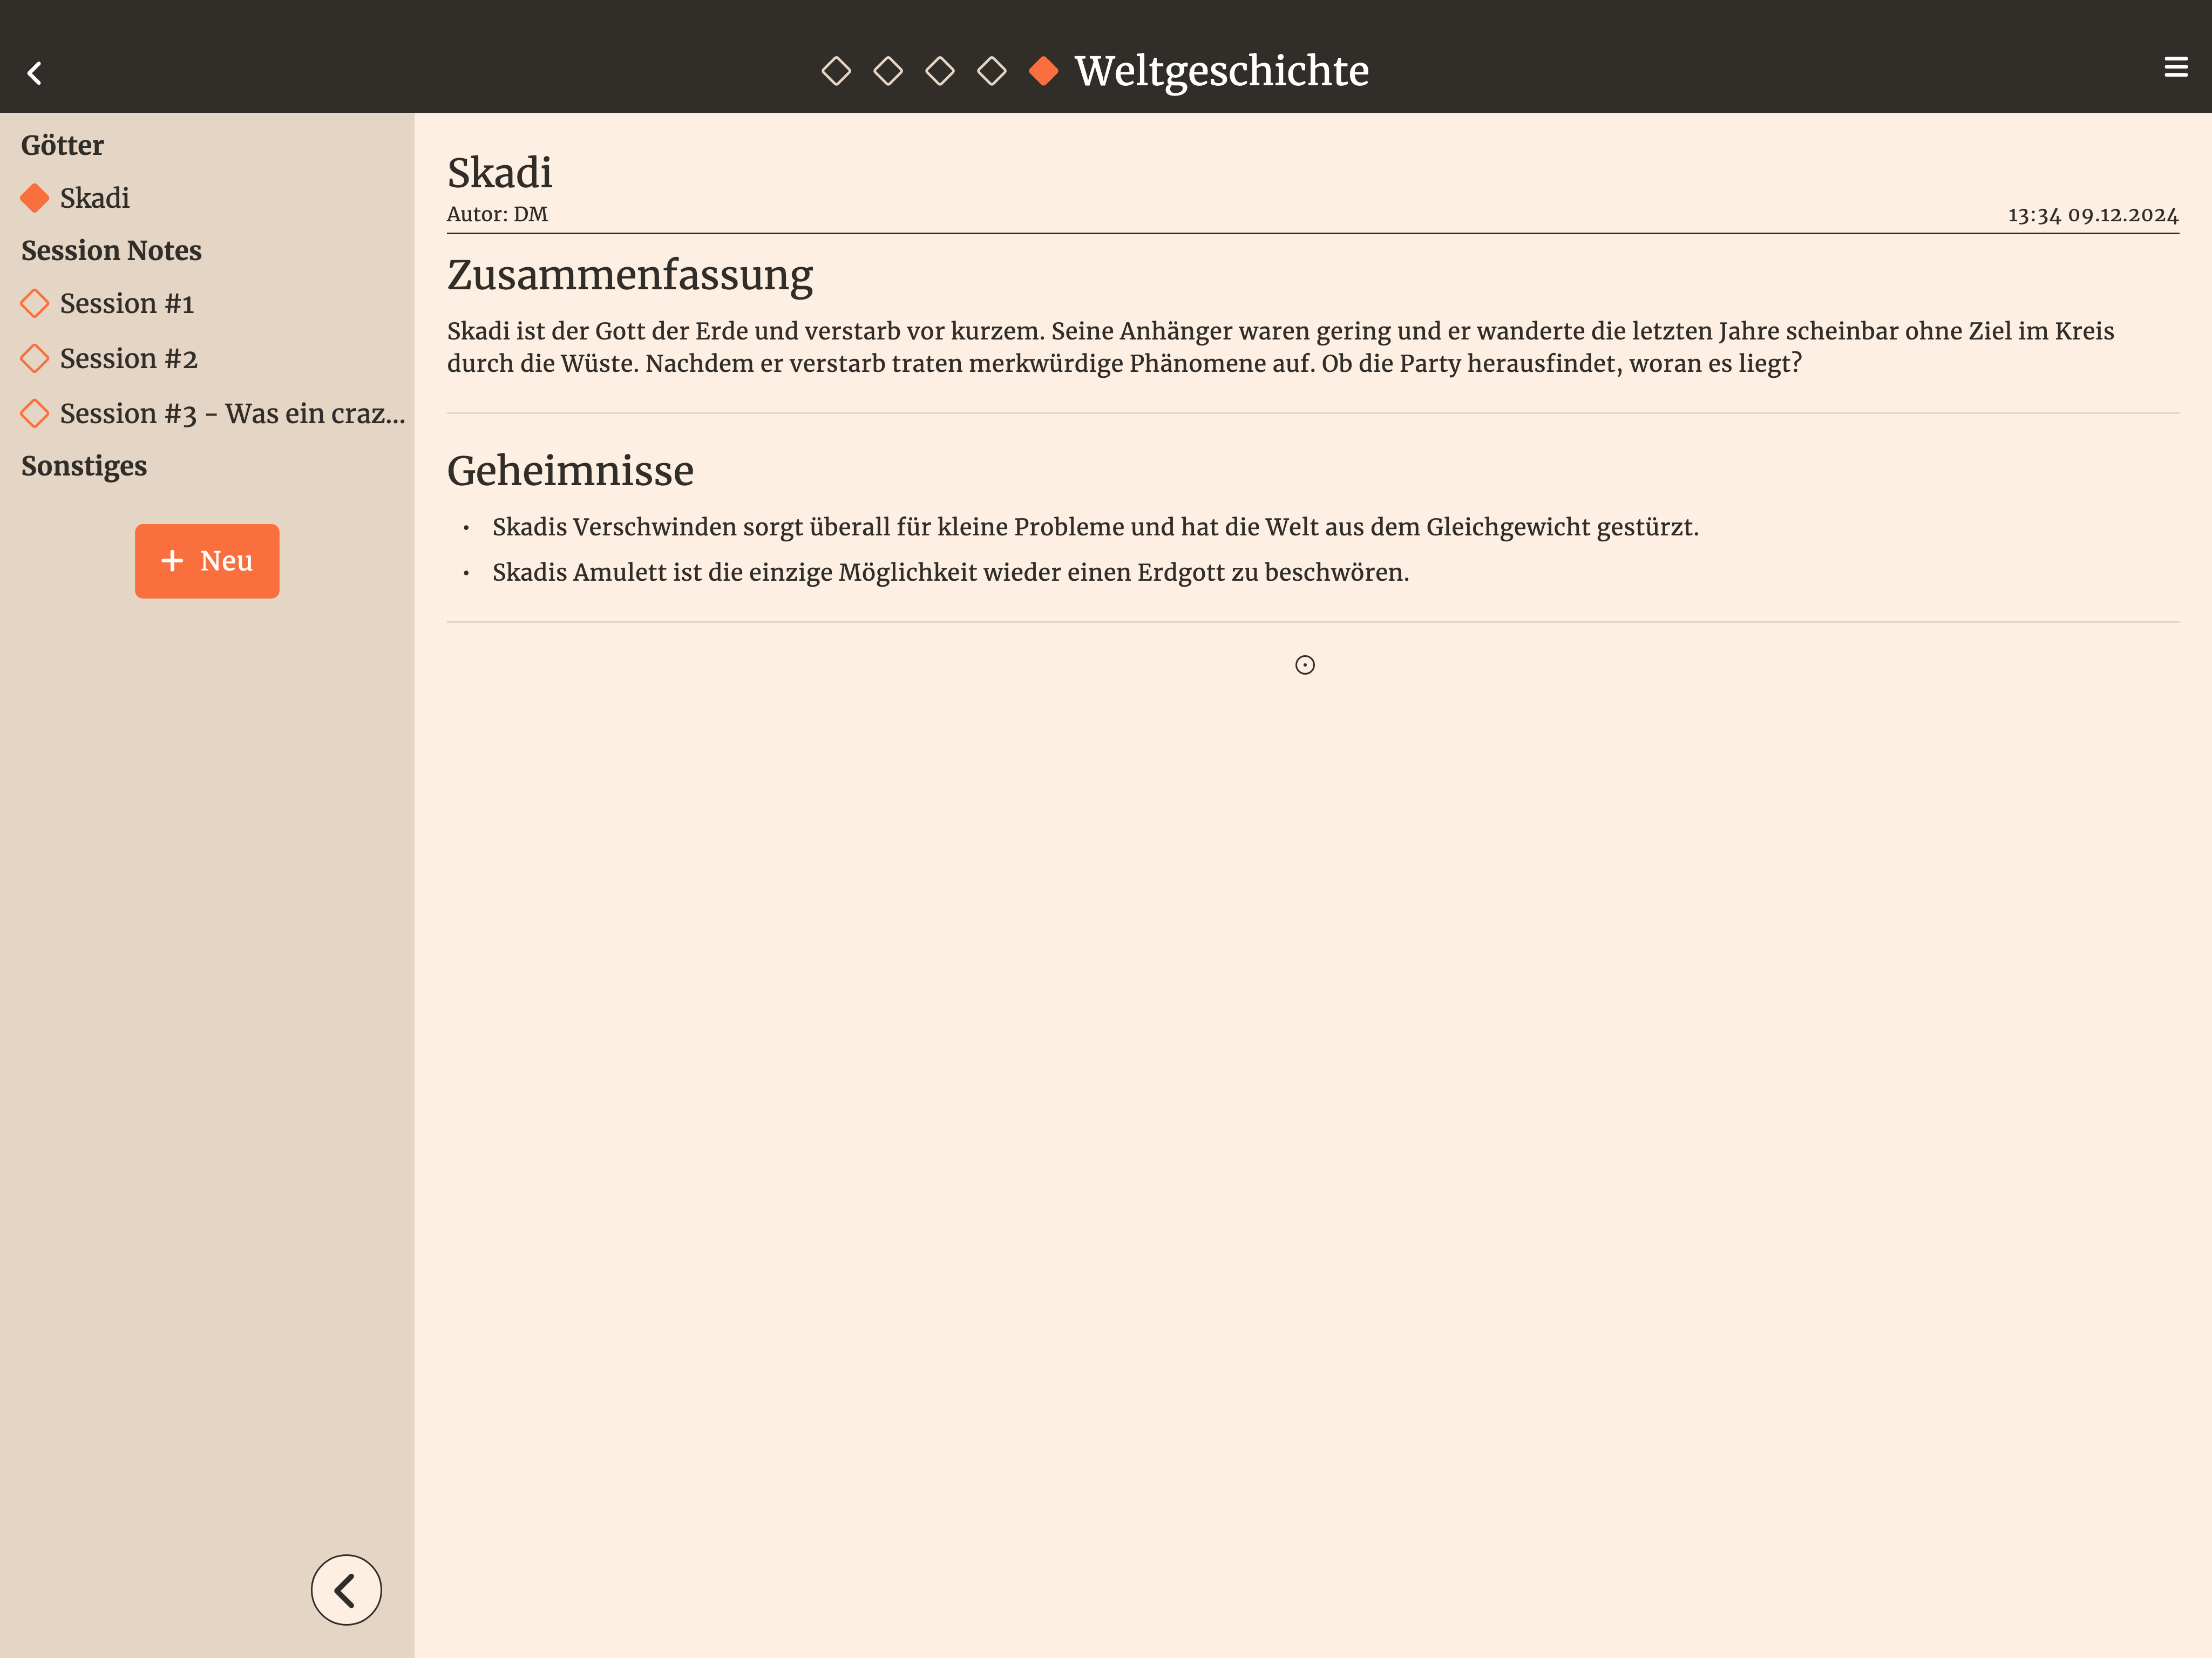 Weltgeschichte
Götter
Skadi
Session Notes
Session #1
Session #2
Session #3 - Was ein craz...
Sonstiges
+ Neu
Skadi
Autor: DM
13:34 09.12.2024
Zusammenfassung
Skadi ist der Gott der Erde und verstarb vor kurzem. Seine Anhänger waren gering und er wanderte die letzten Jahre scheinbar ohne Ziel im Kreis
durch die Wüste. Nachdem er verstarb traten merkwürdige Phänomene auf. Ob die Party herausfindet, woran es liegt?
Geheimnisse
• Skadis Verschwinden sorgt überall für kleine Probleme und hat die Welt aus dem Gleichgewicht gestürzt.
• Skadis Amulett ist die einzige Möglichkeit wieder einen Erdgott zu beschwören.